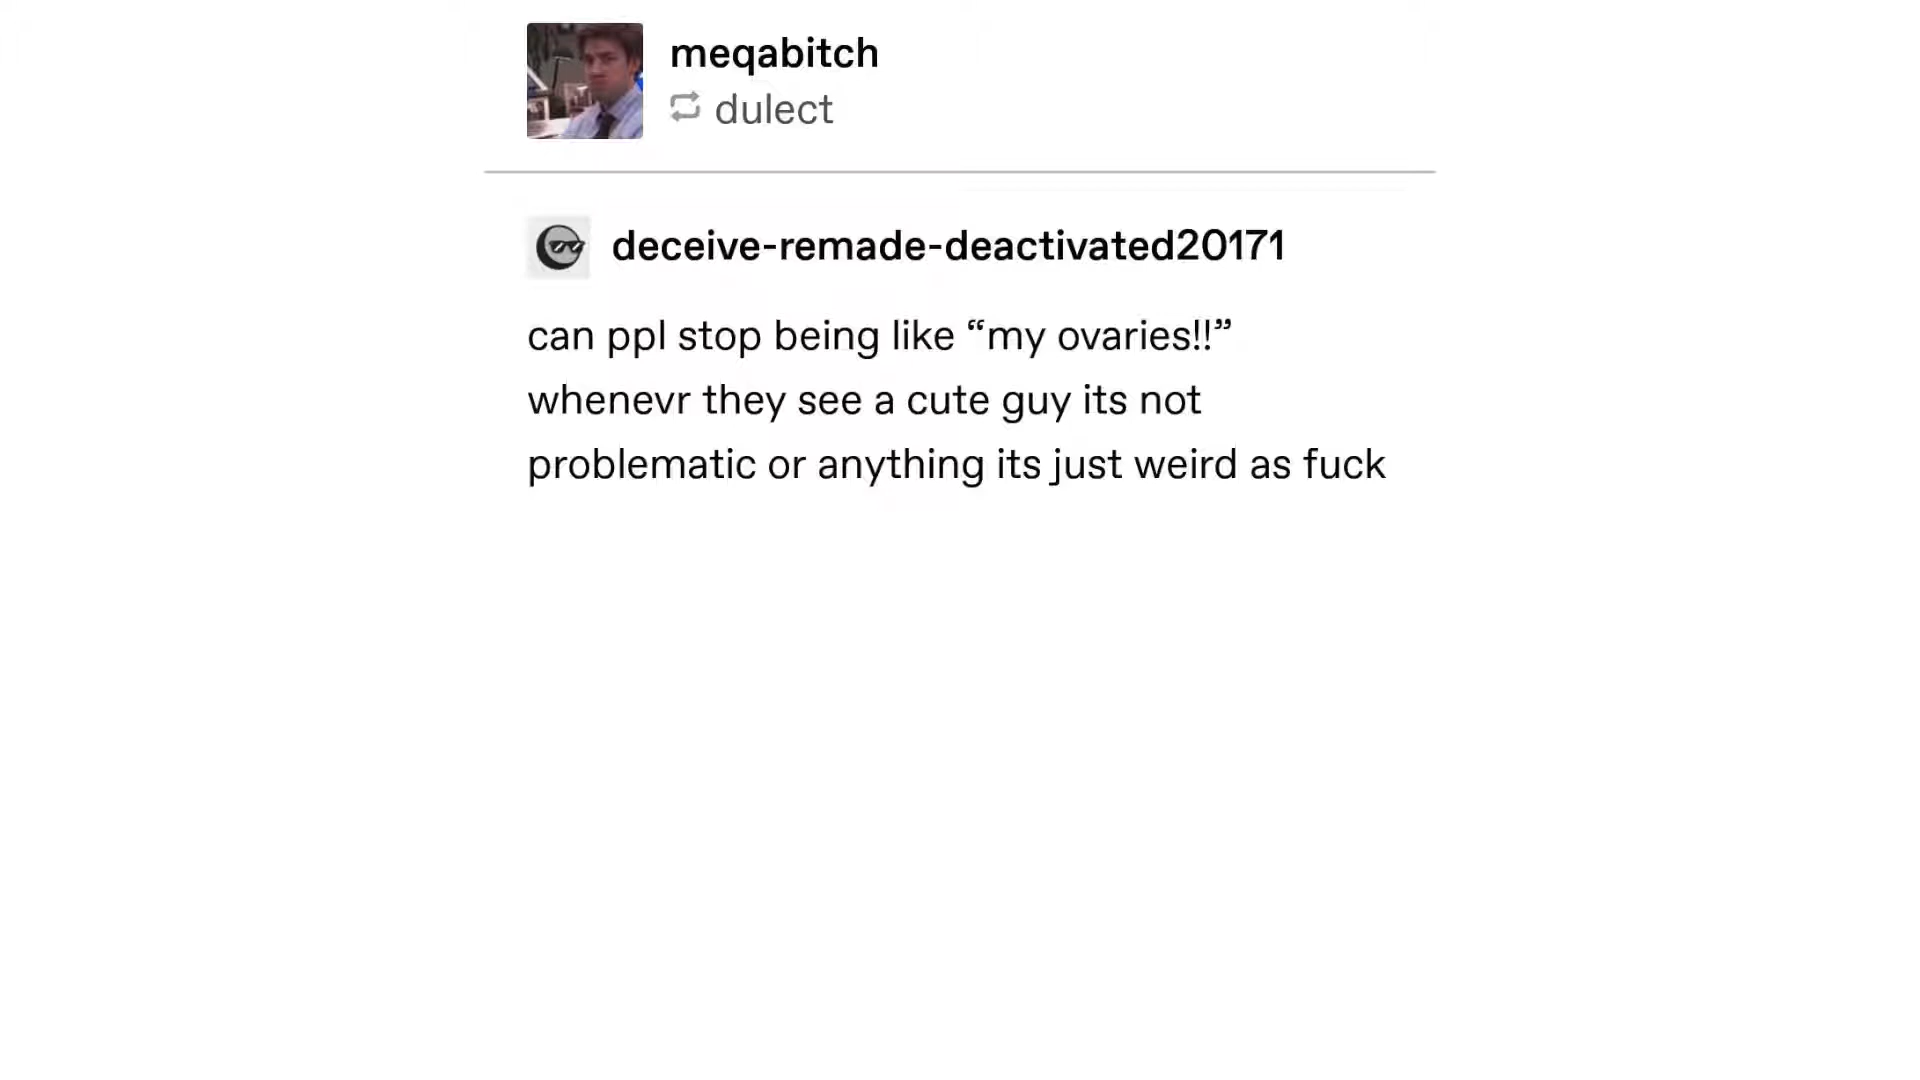 meqabitch
dulect
deceive-remade-deactivated20171
can ppl stop being like “my ovaries!!”
whenevr they see a cute guy its not
problematic or anything its just weird as fuck